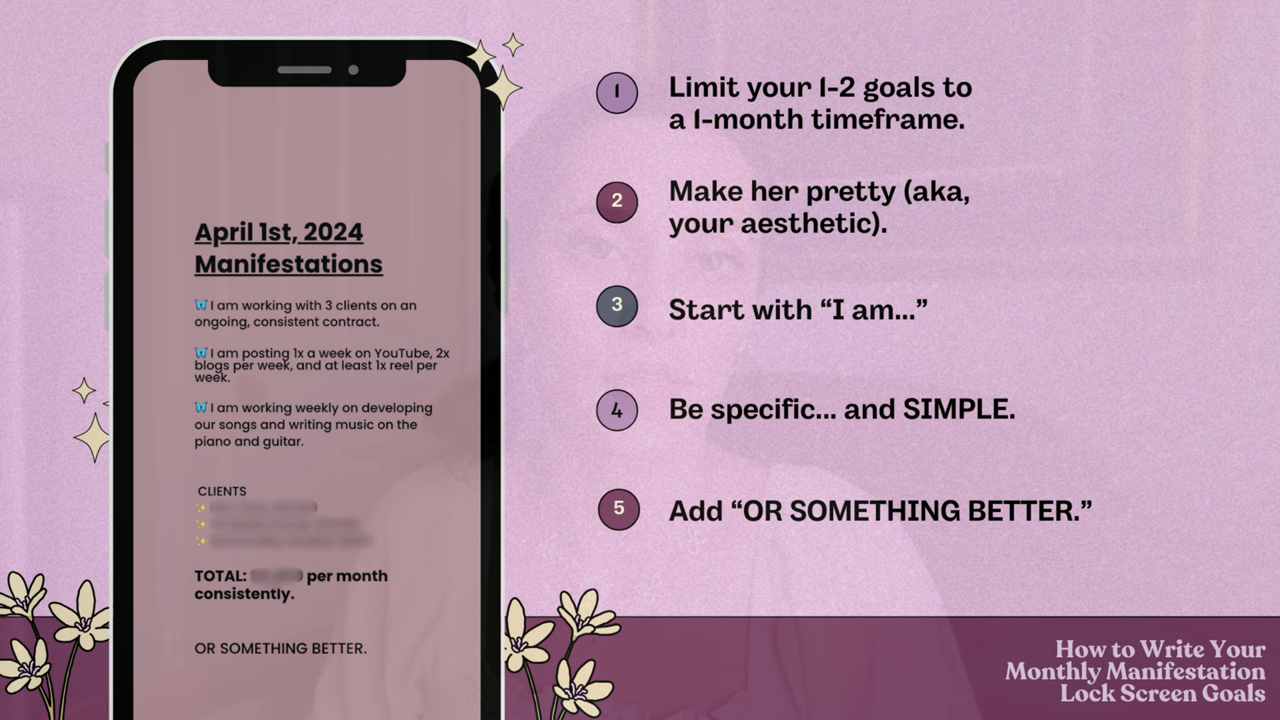 April 1st, 2024
Manifestations
🦋 I am working with 3 clients on an
ongoing, consistent contract.
🦋 I am posting 1x a week on YouTube, 2x
blogs per week, and at least 1x reel per
week.
🦋 I am working weekly on developing
our songs and writing music on the
piano and guitar.
CLIENTS
✨
✨
✨
TOTAL: per month
consistently.
OR SOMETHING BETTER.
1
Limit your 1-2 goals to
a 1-month timeframe.
2
Make her pretty (aka,
your aesthetic).
3
Start with “I am...”
4
Be specific... and SIMPLE.
5
Add “OR SOMETHING BETTER.”
How to Write Your
Monthly Manifestation
Lock Screen Goals